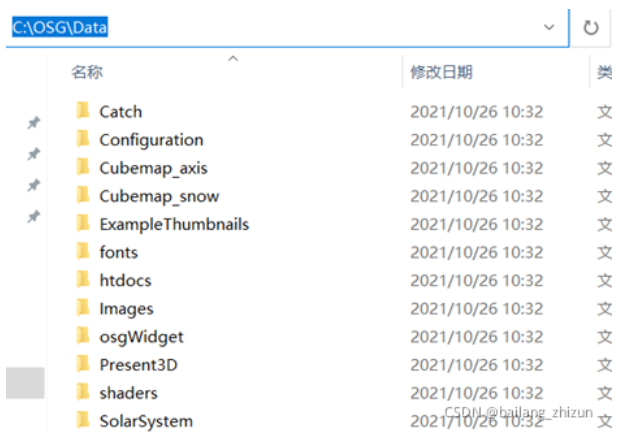 C:\OSG\Data
名称 修改日期 类
Catch 2021/10/26 10:32 文
Configuration 2021/10/26 10:32 文
Cubemap_axis 2021/10/26 10:32 文
Cubemap_snow 2021/10/26 10:32 文
ExampleThumbnails 2021/10/26 10:32 文
fonts 2021/10/26 10:32 文
htdocs 2021/10/26 10:32 文
Images 2021/10/26 10:32 文
osgWidget 2021/10/26 10:32 文
Present3D 2021/10/26 10:32 文
shaders 2021/10/26 10:32 文
SolarSystem 2021/10/26 10:32 文
CSDN @bailang_zhizun